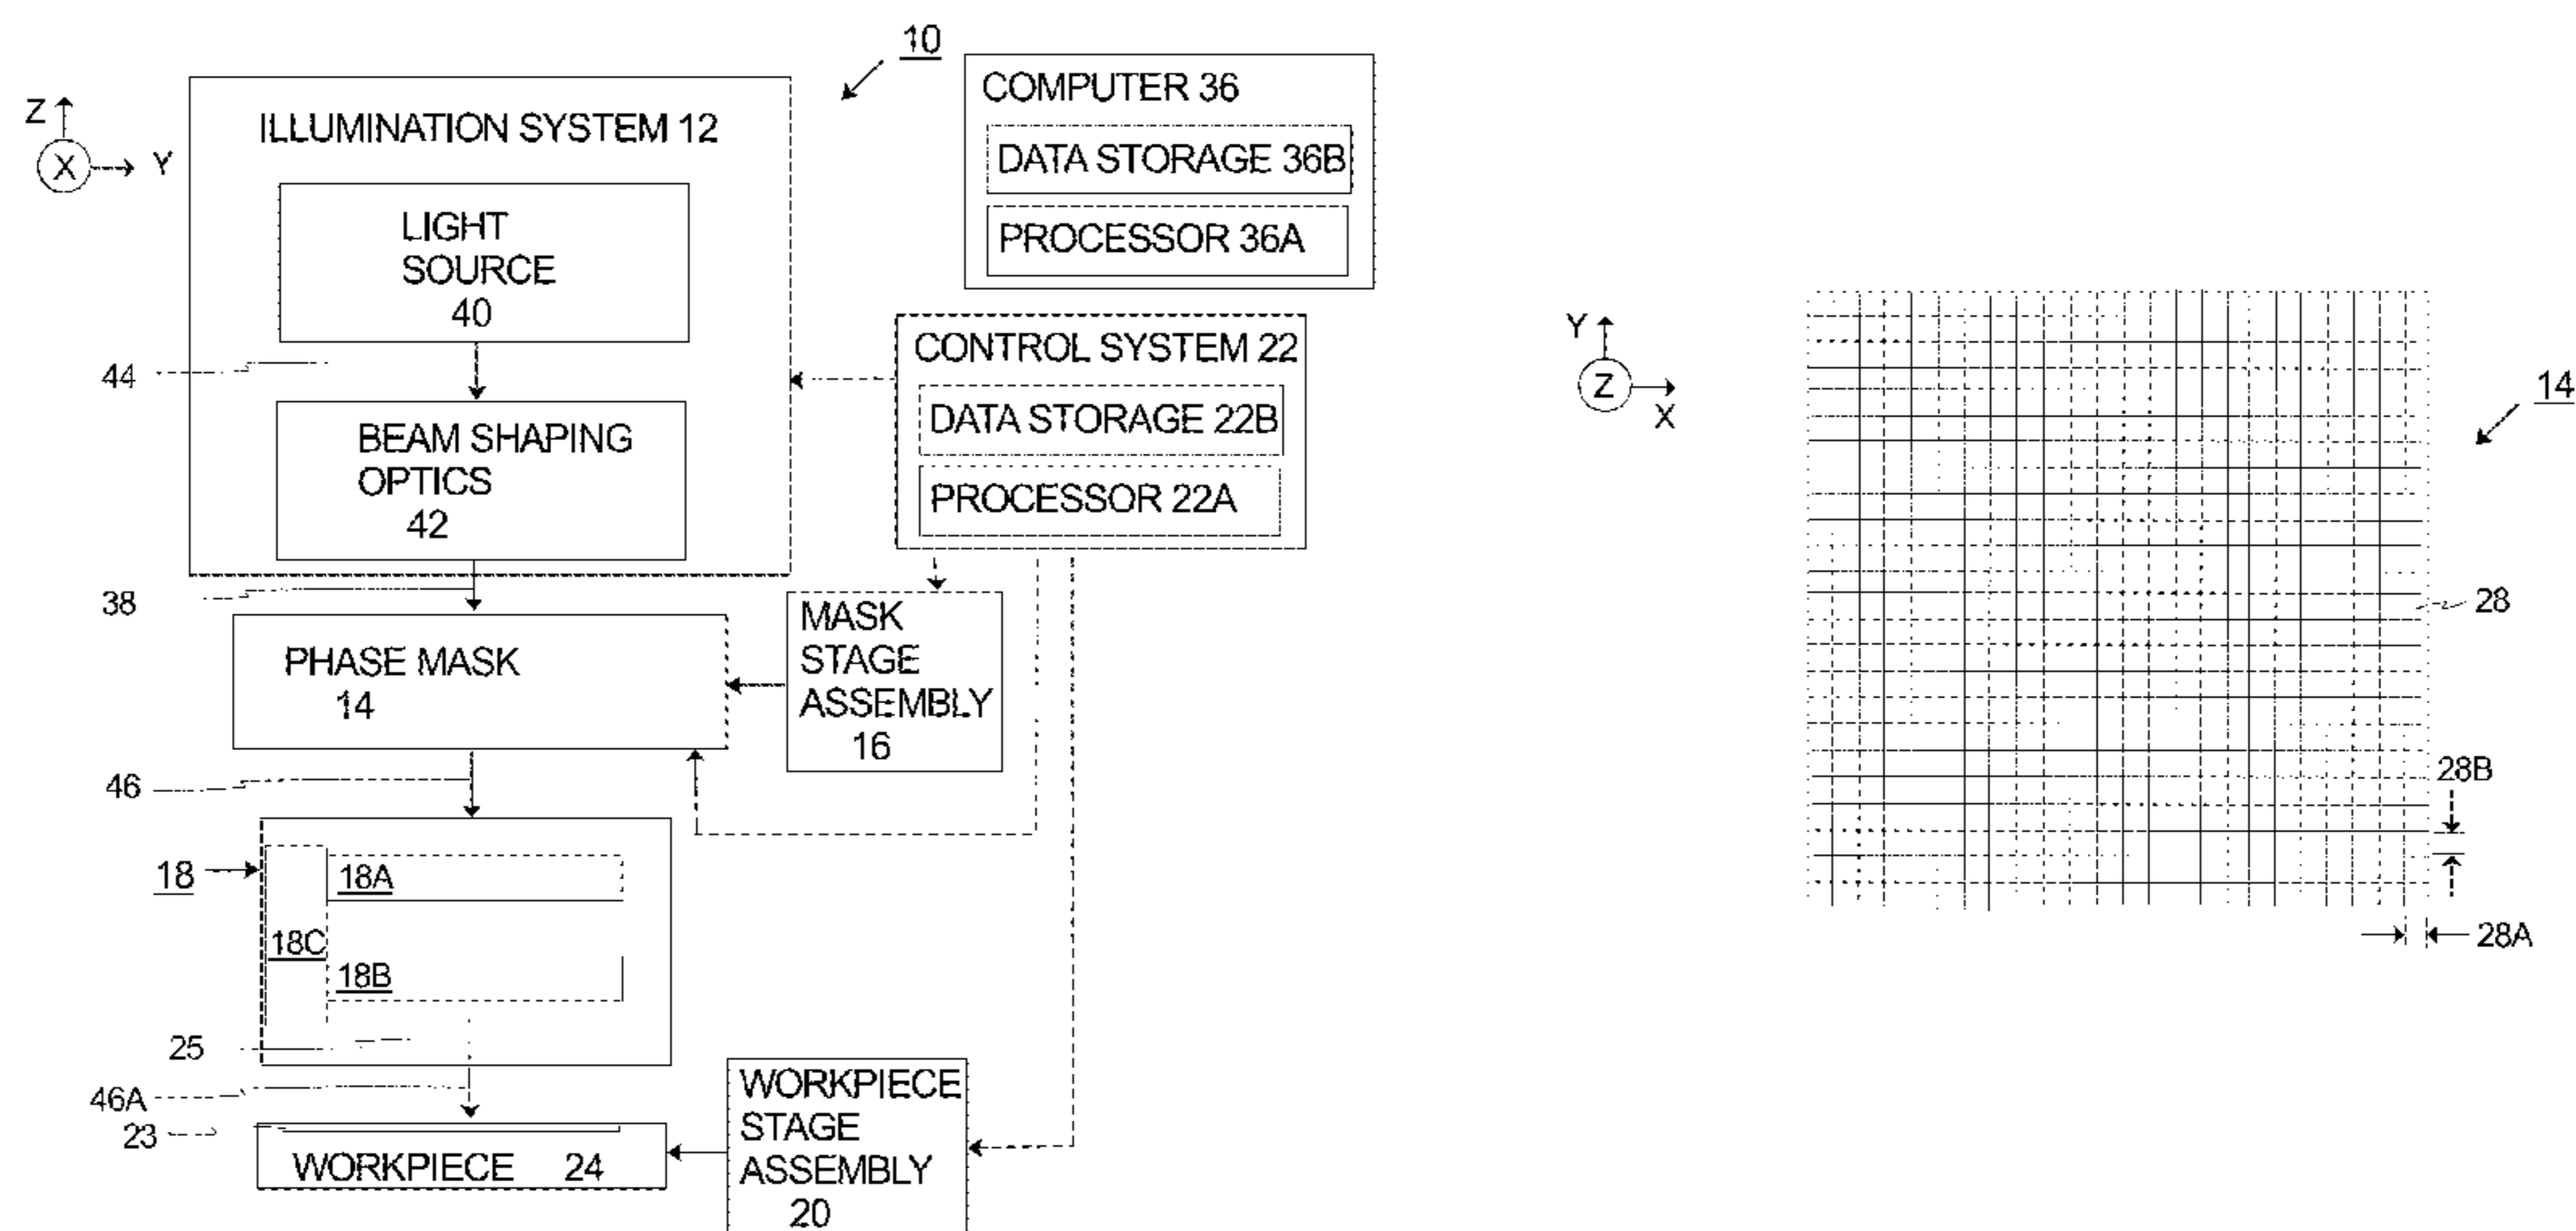 10
Z
X
Y
ILLUMINATION SYSTEM 12
LIGHT
SOURCE
40
44
BEAM SHAPING
OPTICS
42
38
COMPUTER 36
DATA STORAGE 36B
PROCESSOR 36A
CONTROL SYSTEM 22
DATA STORAGE 22B
PROCESSOR 22A
PHASE MASK
14
MASK
STAGE
ASSEMBLY
16
46
18
18A
18C
18B
25
46A
23
WORKPIECE 24
WORKPIECE
STAGE
ASSEMBLY
20
Y
Z
X
14
28
28B
28A